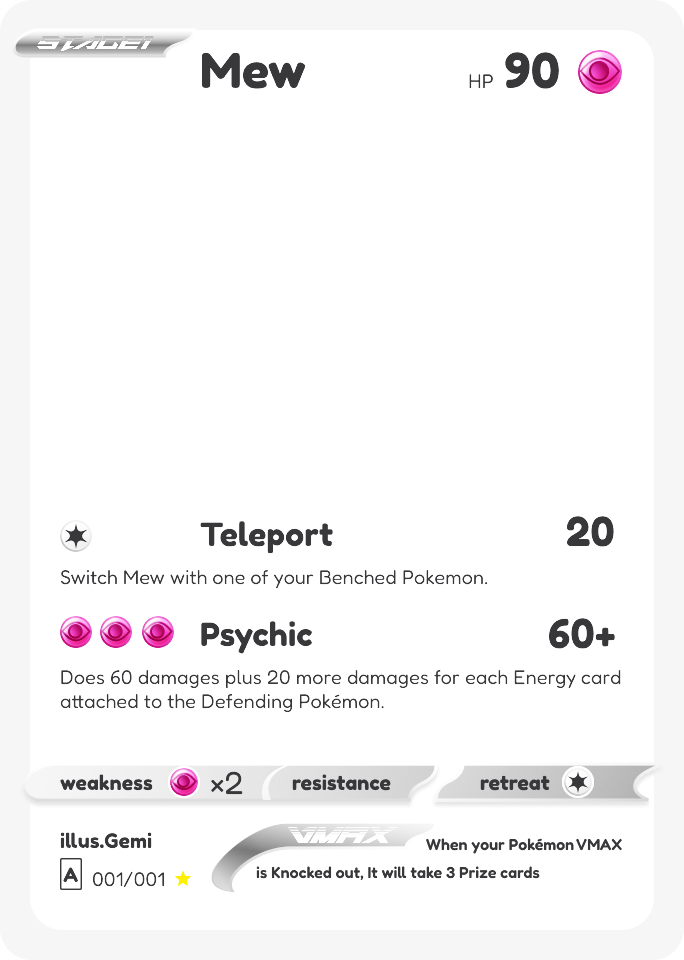 STAGE1
Mew HP 90
Teleport 20
Switch Mew with one of your Benched Pokemon.
Psychic 60+
Does 60 damages plus 20 more damages for each Energy card
attached to the Defending Pokémon.
weakness x2 resistance retreat
illus.Gemi
A 001/001
VMAX
When your Pokémon VMAX
is Knocked out, It will take 3 Prize cards